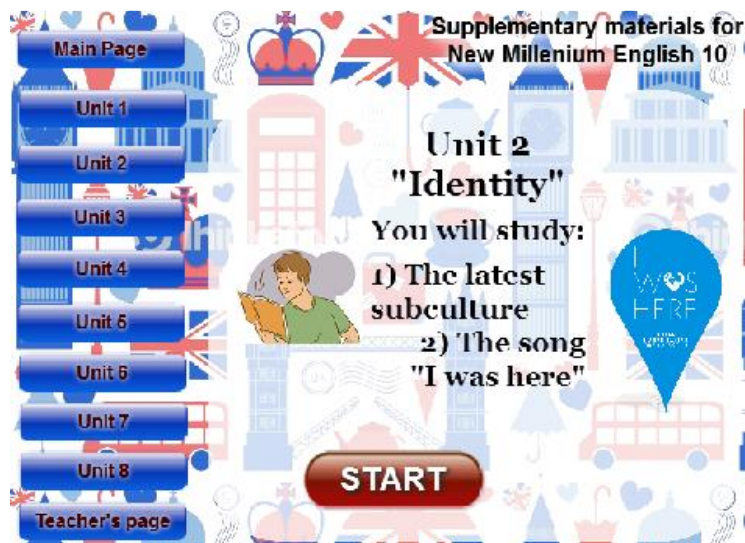 Supplementary materials for
New Millenium English 10
Main Page
Unit 1
Unit 2
Unit 3
Unit 4
Unit 5
Unit 6
Unit 7
Unit 8
Teacher's page
Unit 2
"Identity"
You will study:
1) The latest
subculture
2) The song
"I was here"
I
WAS
HERE
START